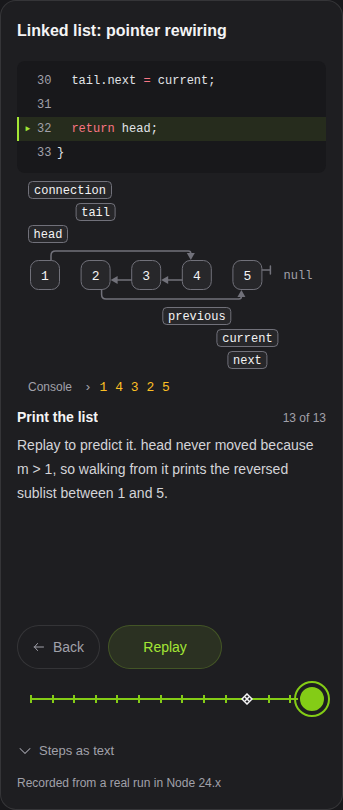 Linked list: pointer rewiring
30 tail.next = current;
31
▸ 32 return head;
33 }
connection
tail
head
1 2 3 4 5 null
previous
current
next
Console › 1 4 3 2 5
Print the list 13 of 13
Replay to predict it. head never moved because
m > 1, so walking from it prints the reversed
sublist between 1 and 5.
← Back Replay
Steps as text
Recorded from a real run in Node 24.x